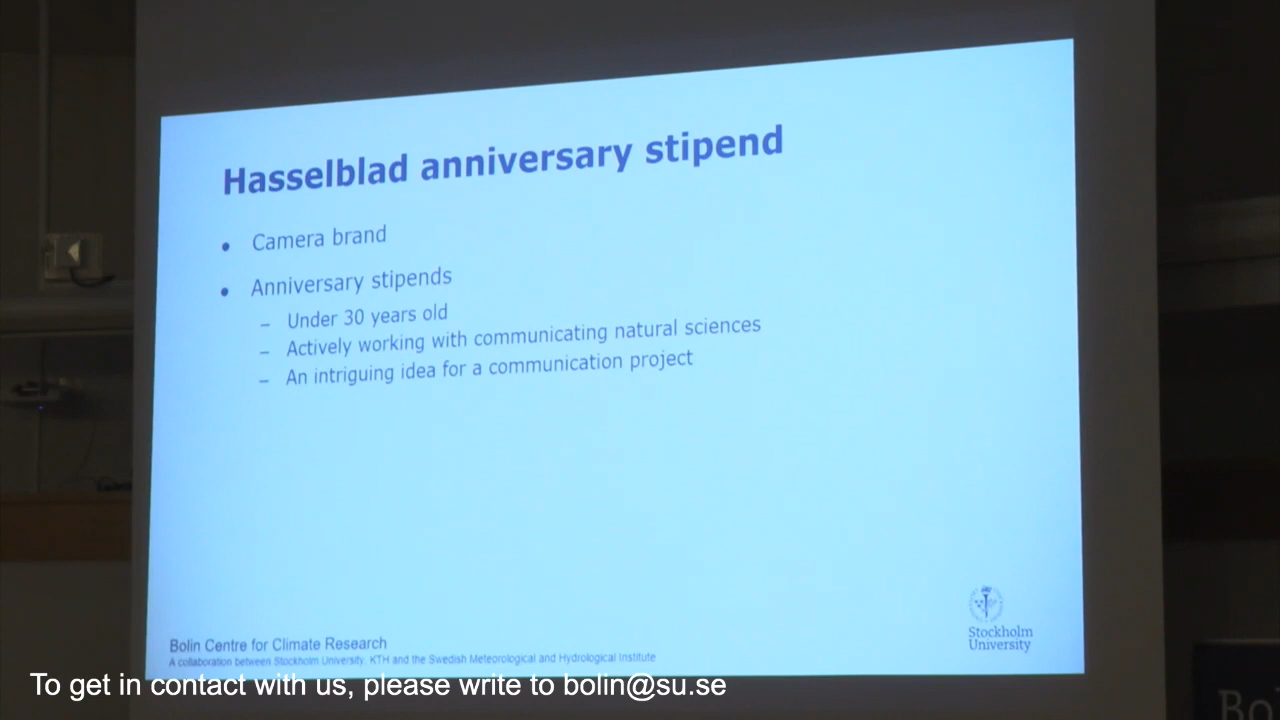 Hasselblad anniversary stipend
• Camera brand
• Anniversary stipends
– Under 30 years old
– Actively working with communicating natural sciences
– An intriguing idea for a communication project
Bolin Centre for Climate Research
A collaboration between Stockholm University, KTH and the Swedish Meteorological and Hydrological Institute
Stockholm
University
To get in contact with us, please write to bolin@su.se
Bo